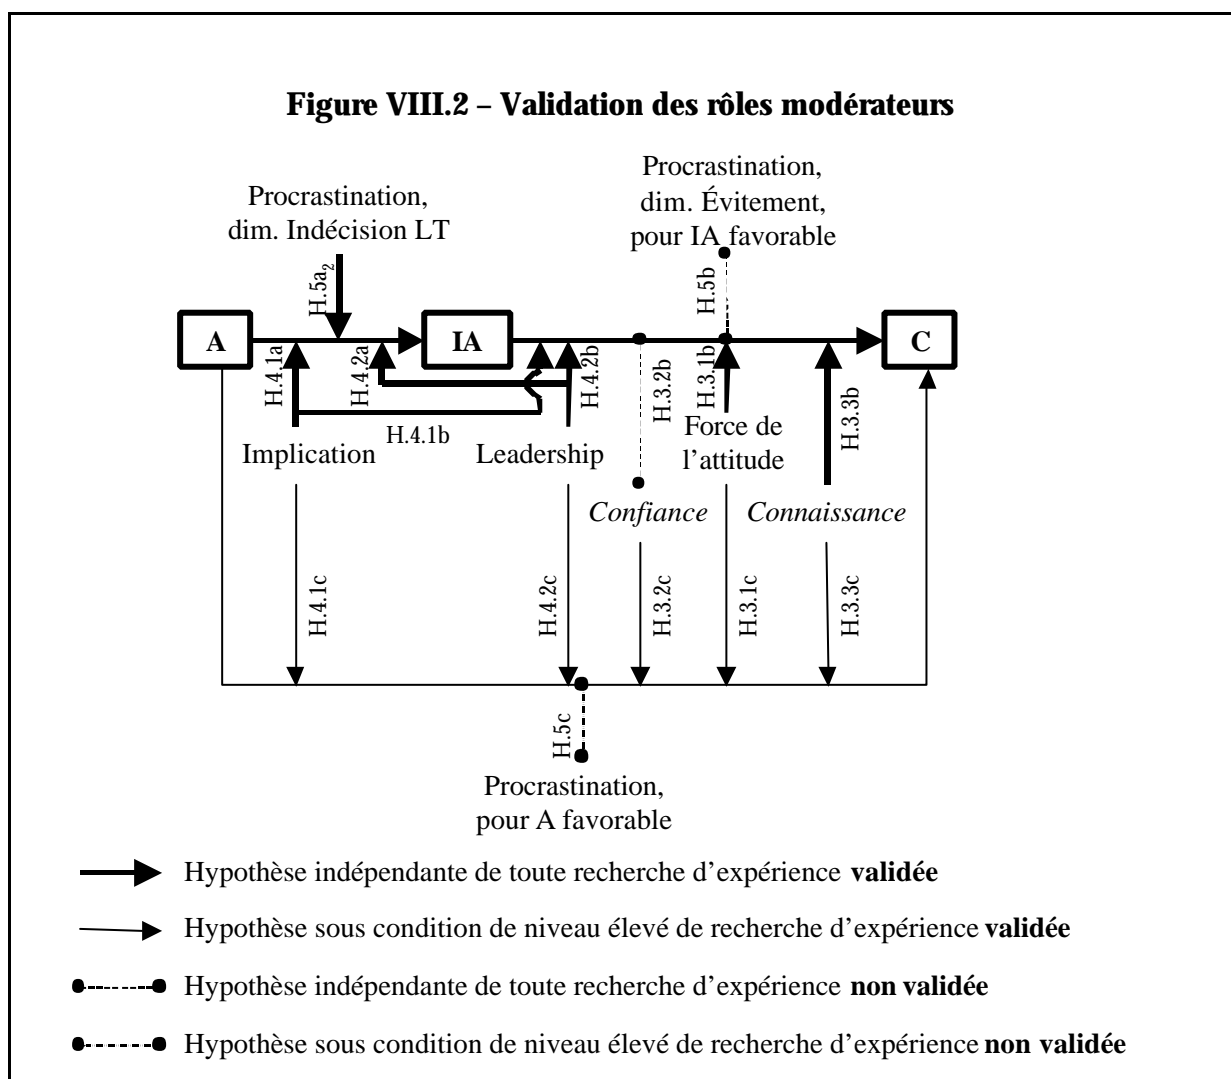 Figure VIII.2 – Validation des rôles modérateurs
Procrastination,
dim. Indécision LT
Procrastination,
dim. Évitement,
pour IA favorable
H.5a2
H.5b
A
IA
C
H.4.1a
H.4.2a
H.4.2b
H.3.2b
H.3.1b
H.3.3b
H.4.1b
Implication
Leadership
Force de
l’attitude
Confiance
Connaissance
H.4.1c
H.4.2c
H.3.2c
H.3.1c
H.3.3c
H.5c
Procrastination,
pour A favorable
Hypothèse indépendante de toute recherche d’expérience validée
Hypothèse sous condition de niveau élevé de recherche d’expérience validée
Hypothèse indépendante de toute recherche d’expérience non validée
Hypothèse sous condition de niveau élevé de recherche d’expérience non validée